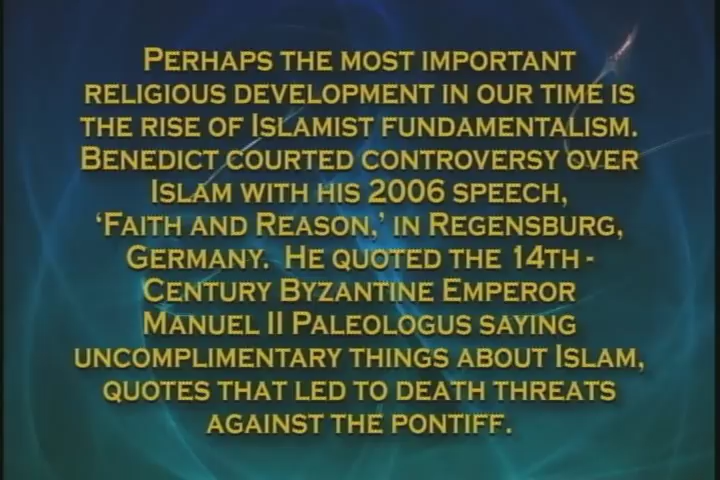 Perhaps the most important
religious development in our time is
the rise of Islamist fundamentalism.
Benedict courted controversy over
Islam with his 2006 speech,
‘Faith and Reason,’ in Regensburg,
Germany.  He quoted the 14th -
Century Byzantine Emperor
Manuel II Paleologus saying
uncomplimentary things about Islam,
quotes that led to death threats
against the pontiff.